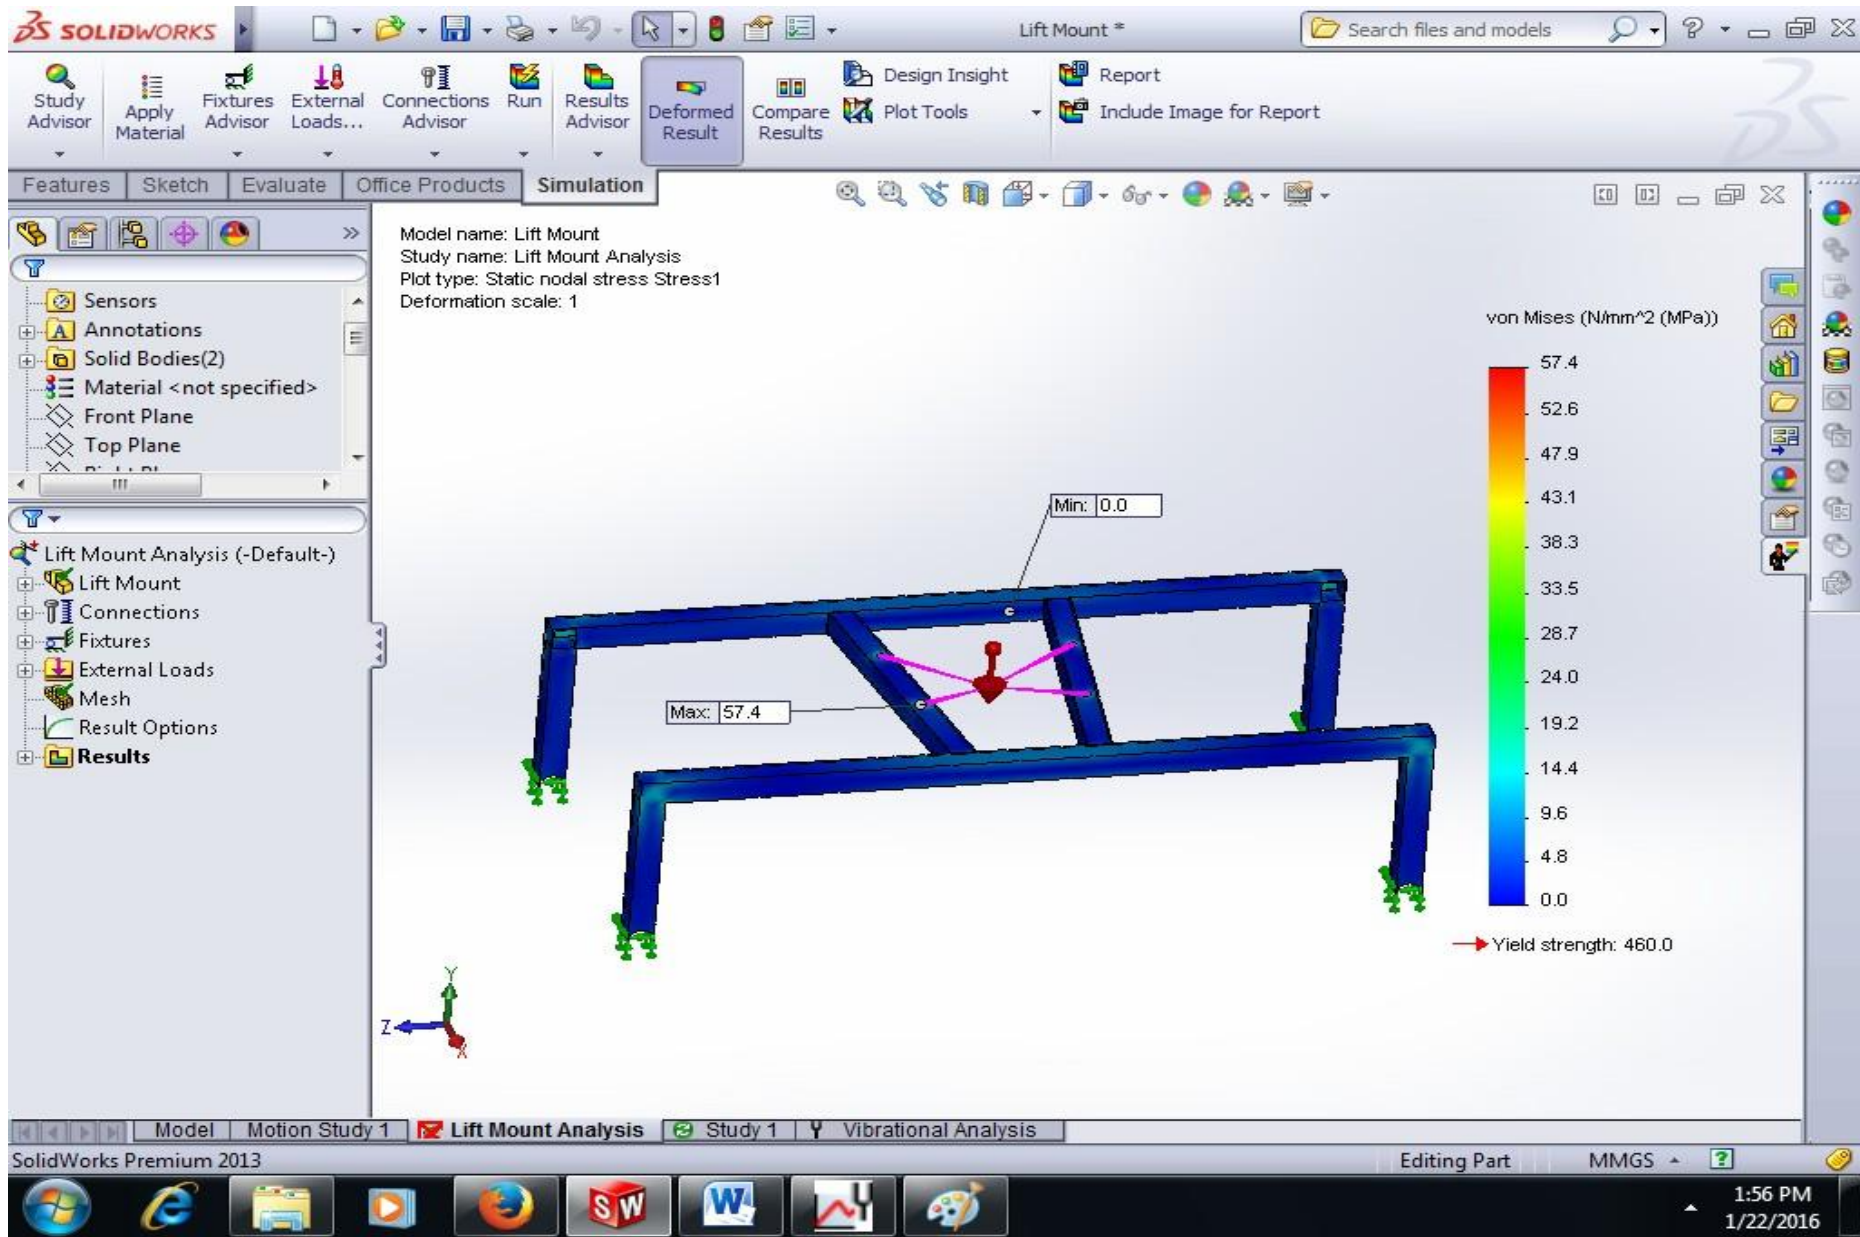 SOLIDWORKS
Lift Mount *
Search files and models
Study Advisor
Apply Material
Fixtures Advisor
External Loads...
Connections Advisor
Run
Results Advisor
Deformed Result
Compare Results
Design Insight
Plot Tools
Report
Include Image for Report
Features
Sketch
Evaluate
Office Products
Simulation
Model name: Lift Mount
Study name: Lift Mount Analysis
Plot type: Static nodal stress Stress1
Deformation scale: 1
Sensors
Annotations
Solid Bodies(2)
Material <not specified>
Front Plane
Top Plane
Lift Mount Analysis (-Default-)
Lift Mount
Connections
Fixtures
External Loads
Mesh
Result Options
Results
Min: 0.0
Max: 57.4
von Mises (N/mm^2 (MPa))
57.4
52.6
47.9
43.1
38.3
33.5
28.7
24.0
19.2
14.4
9.6
4.8
0.0
Yield strength: 460.0
Y
Z
X
Model
Motion Study 1
Lift Mount Analysis
Study 1
Vibrational Analysis
SolidWorks Premium 2013
Editing Part
MMGS
SW
W
1:56 PM
1/22/2016